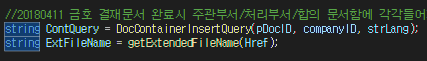 //20180411 금호 결재문서 완료시 주관부서/처리부서/합의 문서함에 각각들어
string ContQuery = DocContainerInsertQuery(pDocID, companyID, strLang);
string ExtFileName = getExtendedFileName(Href);